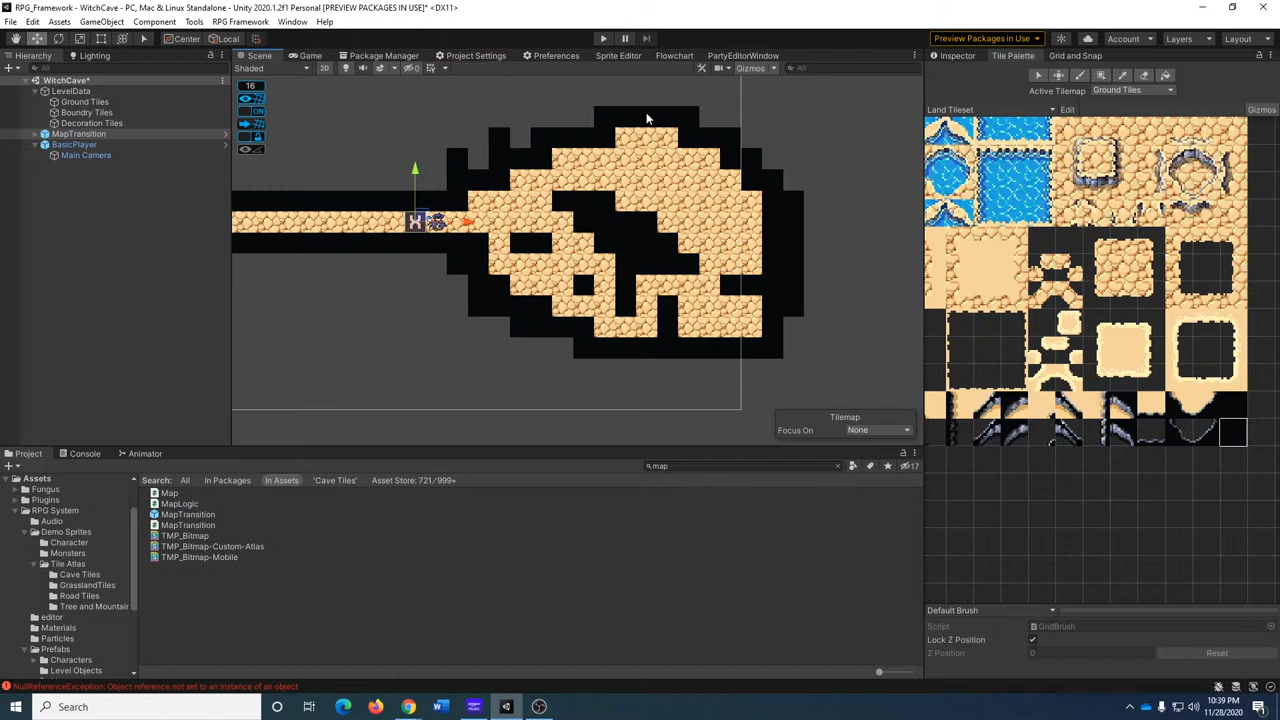 RPG_Framework - WitchCave - PC, Mac & Linux Standalone - Unity 2020.1.2f1 Personal [PREVIEW PACKAGES IN USE]* <DX11>
File Edit Assets GameObject Component Tools RPG Framework Window Help
Center Local Preview Packages in Use Account Layers Layout
Hierarchy Lighting Scene Game Package Manager Project Settings Preferences Sprite Editor Flowchart PartyEditorWindow Inspector Tile Palette Grid and Snap
All Shaded 2D 0 Gizmos All
WitchCave*
LevelData
Ground Tiles
Boundry Tiles
Decoration Tiles
MapTransition
BasicPlayer
Main Camera
16
ON
Active Tilemap Ground Tiles
Land Tileset Edit Gizmos
Tilemap
Focus On None
Project Console Animator
map 17
Search: All In Packages In Assets 'Cave Tiles' Asset Store: 721/999+
Assets
Fungus
Plugins
RPG System
Audio
Demo Sprites
Character
Monsters
Tile Atlas
Cave Tiles
GrasslandTiles
Road Tiles
Tree and Mountain
editor
Materials
Particles
Prefabs
Characters
Level Objects
Map
MapLogic
MapTransition
MapTransition
TMP_Bitmap
TMP_Bitmap-Custom-Atlas
TMP_Bitmap-Mobile
Default Brush
Script GridBrush
Lock Z Position
Z Position 0 Reset
NullReferenceException: Object reference not set to an instance of an object
Search
10:39 PM
11/28/2020